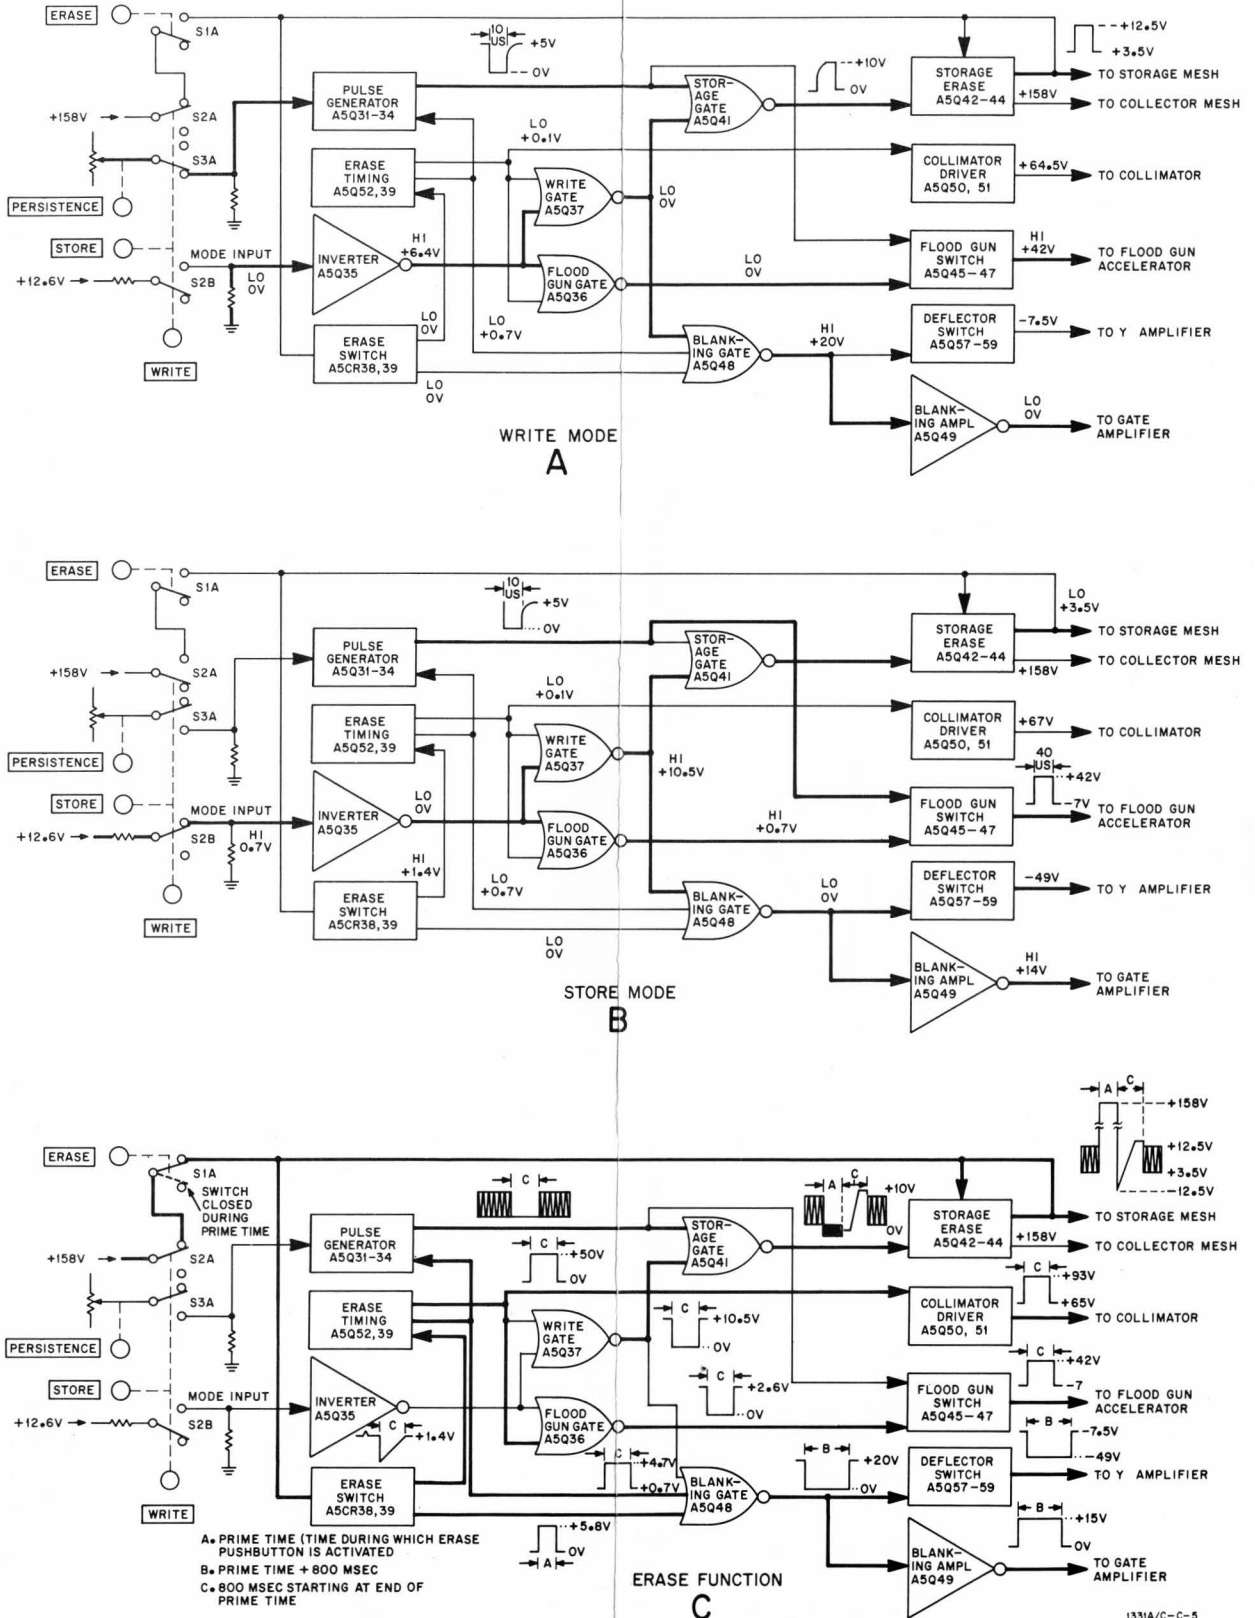 ERASE
S1A
+158V
S2A
S3A
PERSISTENCE
STORE
MODE INPUT
LO
0V
+12.6V
S2B
WRITE
PULSE
GENERATOR
A5Q31-34
ERASE
TIMING
A5Q52,39
INVERTER
A5Q35
ERASE
SWITCH
A5CR38,39
HI
+6.4V
LO
0V
LO
0V
10
US
+5V
0V
LO
+0.1V
WRITE
GATE
A5Q37
FLOOD
GUN GATE
A5Q36
LO
+0.7V
LO
0V
STOR-
AGE
GATE
A5Q41
LO
0V
BLANK-
ING GATE
A5Q48
HI
+20V
+10V
0V
STORAGE
ERASE
A5Q42-44
+12.5V
+3.5V
TO STORAGE MESH
+158V
TO COLLECTOR MESH
COLLIMATOR
DRIVER
A5Q50, 51
+64.5V
TO COLLIMATOR
FLOOD GUN
SWITCH
A5Q45-47
HI
+42V
TO FLOOD GUN
ACCELERATOR
DEFLECTOR
SWITCH
A5Q57-59
-7.5V
TO Y AMPLIFIER
BLANK-
ING AMPL
A5Q49
LO
0V
TO GATE
AMPLIFIER
WRITE MODE
A
ERASE
S1A
+158V
S2A
S3A
PERSISTENCE
STORE
MODE INPUT
HI
0.7V
+12.6V
S2B
WRITE
PULSE
GENERATOR
A5Q31-34
ERASE
TIMING
A5Q52,39
INVERTER
A5Q35
ERASE
SWITCH
A5CR38,39
LO
0V
HI
+1.4V
10
US
+5V
0V
LO
+0.1V
WRITE
GATE
A5Q37
FLOOD
GUN GATE
A5Q36
LO
+0.7V
LO
0V
STOR-
AGE
GATE
A5Q41
HI
+10.5V
HI
+0.7V
BLANK-
ING GATE
A5Q48
LO
0V
STORAGE
ERASE
A5Q42-44
LO
+3.5V
TO STORAGE MESH
+158V
TO COLLECTOR MESH
COLLIMATOR
DRIVER
A5Q50, 51
+67V
TO COLLIMATOR
40
US
+42V
-7V
FLOOD GUN
SWITCH
A5Q45-47
TO FLOOD GUN
ACCELERATOR
DEFLECTOR
SWITCH
A5Q57-59
-49V
TO Y AMPLIFIER
BLANK-
ING AMPL
A5Q49
HI
+14V
TO GATE
AMPLIFIER
STORE MODE
B
ERASE
S1A
SWITCH
CLOSED
DURING
PRIME TIME
+158V
S2A
S3A
PERSISTENCE
STORE
MODE INPUT
+12.6V
S2B
WRITE
PULSE
GENERATOR
A5Q31-34
ERASE
TIMING
A5Q52,39
INVERTER
A5Q35
C
+1.4V
ERASE
SWITCH
A5CR38,39
C
C
+50V
0V
WRITE
GATE
A5Q37
FLOOD
GUN GATE
A5Q36
C
+4.7V
+0.7V
+5.8V
0V
A
STOR-
AGE
GATE
A5Q41
C
+10.5V
0V
C
+2.6V
0V
BLANK-
ING GATE
A5Q48
B
+20V
0V
A
C
+10V
0V
STORAGE
ERASE
A5Q42-44
A
C
+158V
+12.5V
+3.5V
-12.5V
TO STORAGE MESH
+158V
TO COLLECTOR MESH
COLLIMATOR
DRIVER
A5Q50, 51
C
+93V
+65V
TO COLLIMATOR
FLOOD GUN
SWITCH
A5Q45-47
C
+42V
-7
TO FLOOD GUN
ACCELERATOR
DEFLECTOR
SWITCH
A5Q57-59
B
-7.5V
-49V
TO Y AMPLIFIER
BLANK-
ING AMPL
A5Q49
B
+15V
0V
TO GATE
AMPLIFIER
A. PRIME TIME (TIME DURING WHICH ERASE
PUSHBUTTON IS ACTIVATED
B. PRIME TIME + 800 MSEC
C. 800 MSEC STARTING AT END OF
PRIME TIME
ERASE FUNCTION
C
1331A/C-C-5